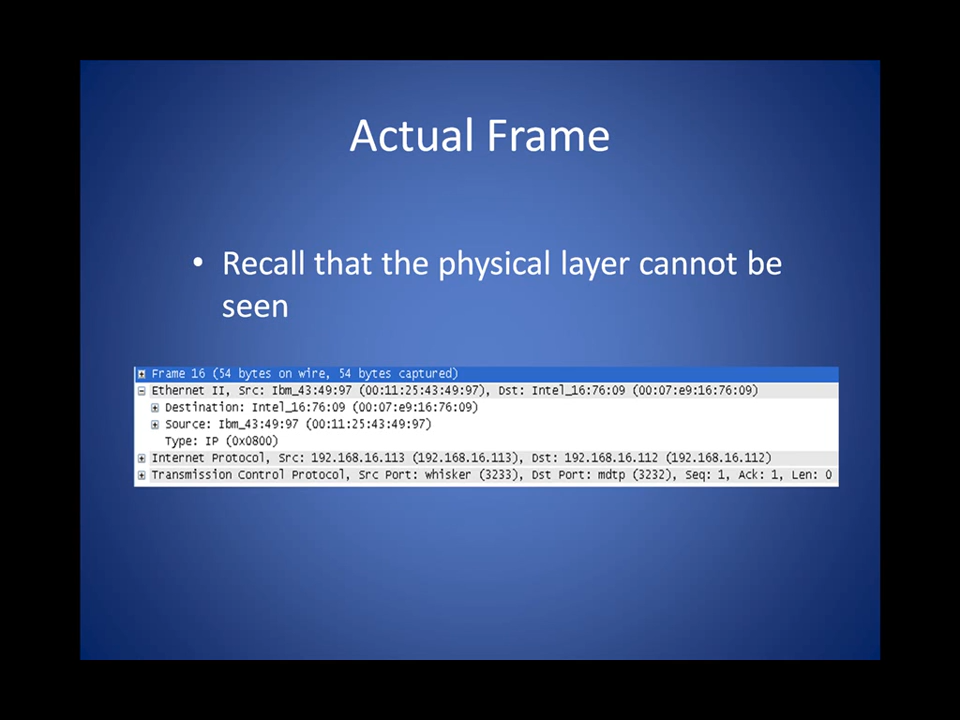 Actual Frame
• Recall that the physical layer cannot be
seen
Frame 16 (54 bytes on wire, 54 bytes captured)
Ethernet II, Src: Ibm_43:49:97 (00:11:25:43:49:97), Dst: Intel_16:76:09 (00:07:e9:16:76:09)
Destination: Intel_16:76:09 (00:07:e9:16:76:09)
Source: Ibm_43:49:97 (00:11:25:43:49:97)
Type: IP (0x0800)
Internet Protocol, Src: 192.168.16.113 (192.168.16.113), Dst: 192.168.16.112 (192.168.16.112)
Transmission Control Protocol, Src Port: whisker (3233), Dst Port: mdtp (3232), Seq: 1, Ack: 1, Len: 0